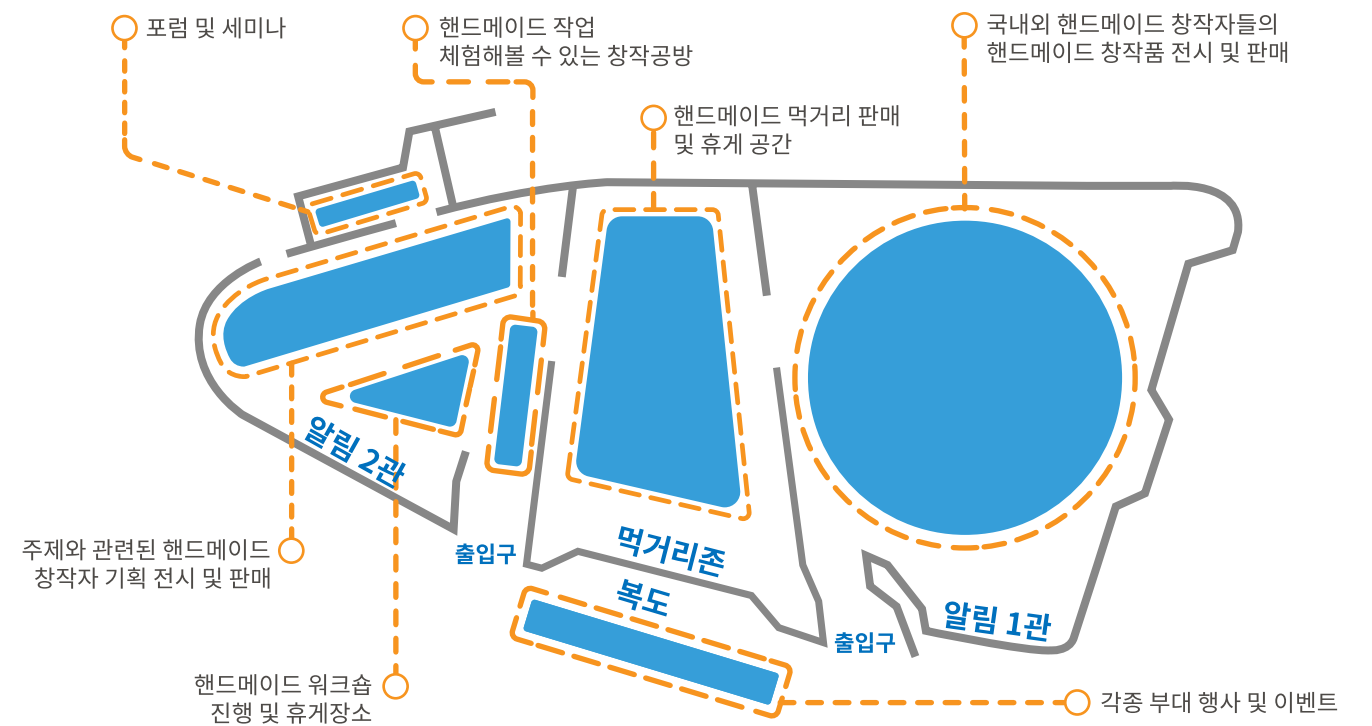 포럼 및 세미나
핸드메이드 작업
체험해볼 수 있는 창작공방
국내외 핸드메이드 창작자들의
핸드메이드 창작품 전시 및 판매
핸드메이드 먹거리 판매
및 휴게 공간
알림 2관
주제와 관련된 핸드메이드
창작자 기획 전시 및 판매
출입구
먹거리존
복도
알림 1관
출입구
핸드메이드 워크숍
진행 및 휴게장소
각종 부대 행사 및 이벤트